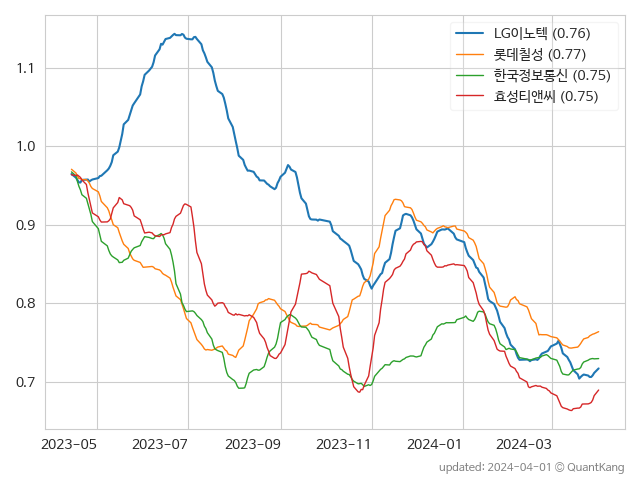 LG이노텍 (0.76)
롯데칠성 (0.77)
한국정보통신 (0.75)
효성티앤씨 (0.75)
1.1
1.0
0.9
0.8
0.7
2023-05 2023-07 2023-09 2023-11 2024-01 2024-03
updated: 2024-04-01 © QuantKang